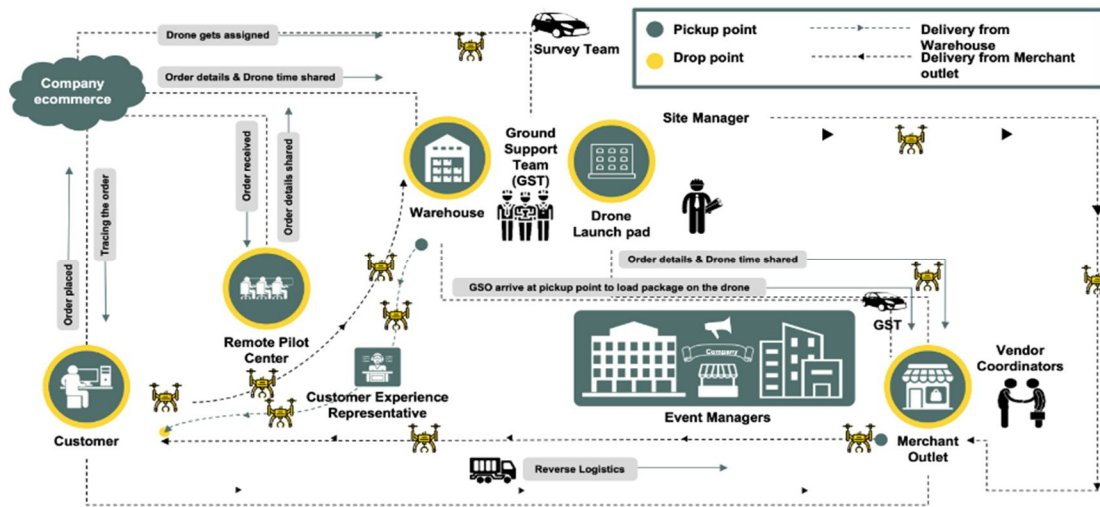 Drone gets assigned
Survey Team
Pickup point
Drop point
Delivery from
Warehouse
Delivery from Merchant
outlet
Company
ecommerce
Order details & Drone time shared
Order placed
Tracing the order
Order received
Order details shared
Warehouse
Ground
Support
Team
(GST)
Drone
Launch pad
Site Manager
Order details & Drone time shared
GSO arrive at pickup point to load package on the drone
GST
Remote Pilot
Center
Customer Experience
Representative
Company
Event Managers
Vendor
Coordinators
Customer
Merchant
Outlet
Reverse Logistics